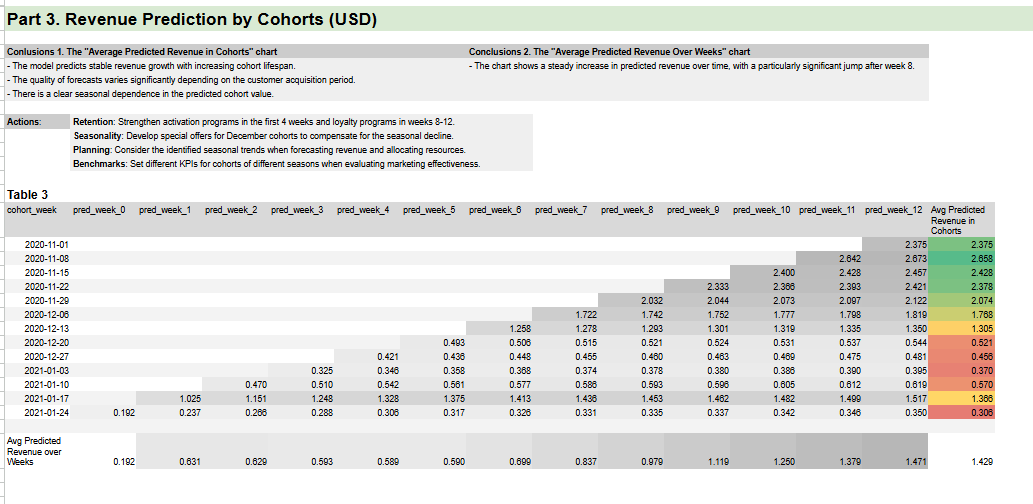 Part 3. Revenue Prediction by Cohorts (USD)
Conlusions 1. The "Average Predicted Revenue in Cohorts" chart
Conclusions 2. The "Average Predicted Revenue Over Weeks" chart
- The model predicts stable revenue growth with increasing cohort lifespan.
- The chart shows a steady increase in predicted revenue over time, with a particularly significant jump after week 8.
- The quality of forecasts varies significantly depending on the customer acquisition period.
- There is a clear seasonal dependence in the predicted cohort value.
Actions: Retention: Strengthen activation programs in the first 4 weeks and loyalty programs in weeks 8-12.
Seasonality: Develop special offers for December cohorts to compensate for the seasonal decline.
Planning: Consider the identified seasonal trends when forecasting revenue and allocating resources.
Benchmarks: Set different KPIs for cohorts of different seasons when evaluating marketing effectiveness.
Table 3
cohort_week pred_week_0 pred_week_1 pred_week_2 pred_week_3 pred_week_4 pred_week_5 pred_week_6 pred_week_7 pred_week_8 pred_week_9 pred_week_10 pred_week_11 pred_week_12 Avg Predicted
Revenue in
Cohorts
2020-11-01 2.375 2.375
2020-11-08 2.642 2.673 2.658
2020-11-15 2.400 2.428 2.457 2.428
2020-11-22 2.333 2.366 2.393 2.421 2.378
2020-11-29 2.032 2.044 2.073 2.097 2.122 2.074
2020-12-06 1.722 1.742 1.752 1.777 1.798 1.819 1.768
2020-12-13 1.258 1.278 1.293 1.301 1.319 1.335 1.350 1.305
2020-12-20 0.493 0.506 0.515 0.521 0.524 0.531 0.537 0.544 0.521
2020-12-27 0.421 0.436 0.448 0.455 0.460 0.463 0.469 0.475 0.481 0.456
2021-01-03 0.325 0.346 0.358 0.368 0.374 0.378 0.380 0.386 0.390 0.395 0.370
2021-01-10 0.470 0.510 0.542 0.561 0.577 0.586 0.593 0.596 0.605 0.612 0.619 0.570
2021-01-17 1.025 1.151 1.248 1.328 1.375 1.413 1.436 1.453 1.462 1.482 1.499 1.517 1.366
2021-01-24 0.192 0.237 0.266 0.288 0.306 0.317 0.326 0.331 0.335 0.337 0.342 0.346 0.350 0.306
Avg Predicted
Revenue over
Weeks 0.192 0.631 0.629 0.593 0.589 0.590 0.699 0.837 0.979 1.119 1.250 1.379 1.471 1.429